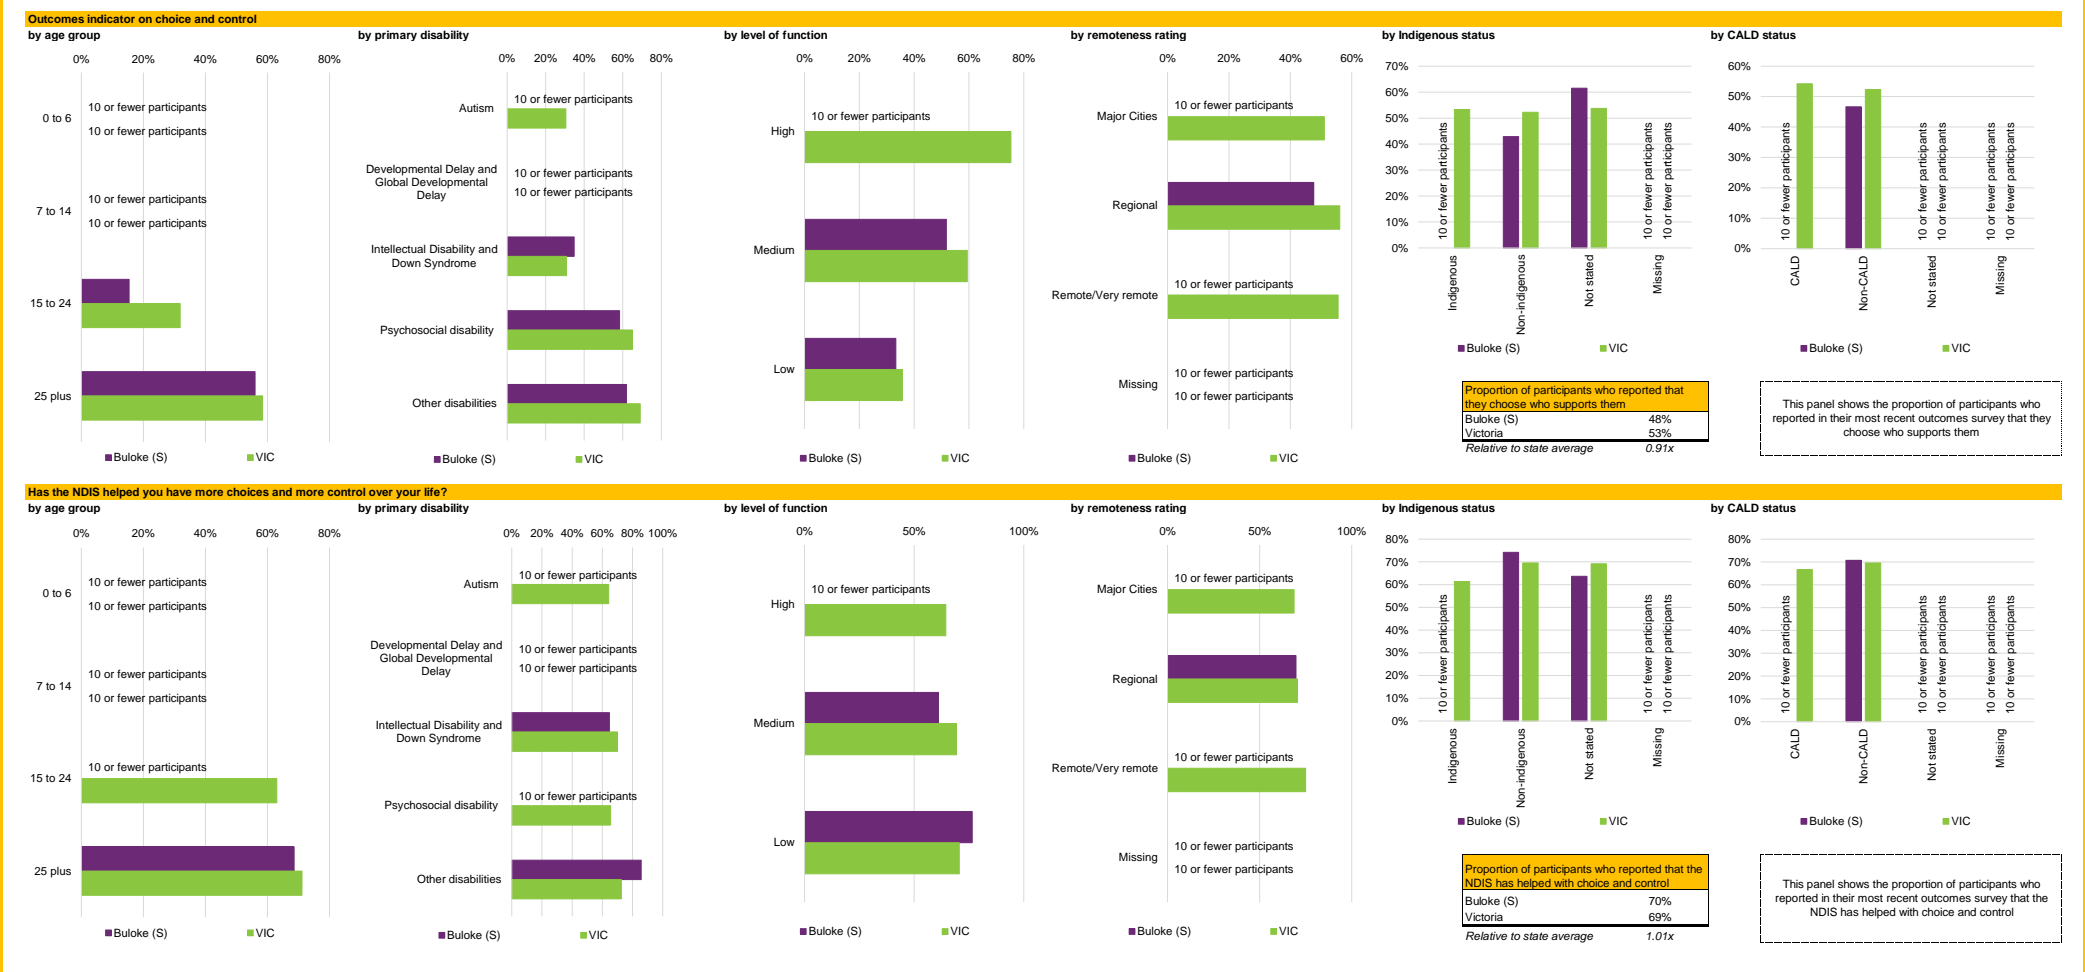 Outcomes indicator on choice and control
by age group
0% 20% 40% 60% 80%
0 to 6
10 or fewer participants
10 or fewer participants
7 to 14
10 or fewer participants
10 or fewer participants
15 to 24
25 plus
Buloke (S) VIC
by primary disability
0% 20% 40% 60% 80%
Autism
10 or fewer participants
Developmental Delay and
Global Developmental
Delay
10 or fewer participants
10 or fewer participants
Intellectual Disability and
Down Syndrome
Psychosocial disability
Other disabilities
Buloke (S) VIC
by level of function
0% 20% 40% 60% 80%
High
10 or fewer participants
Medium
Low
Buloke (S) VIC
by remoteness rating
0% 20% 40% 60%
Major Cities
10 or fewer participants
Regional
Remote/Very remote
10 or fewer participants
Missing
10 or fewer participants
10 or fewer participants
Buloke (S) VIC
by Indigenous status
70%
60%
50%
40%
30%
20%
10%
0%
10 or fewer participants
10 or fewer participants
10 or fewer participants
Indigenous
Non-indigenous
Not stated
Missing
Buloke (S) VIC
Proportion of participants who reported that
they choose who supports them
Buloke (S) 48%
Victoria 53%
Relative to state average 0.91x
by CALD status
60%
50%
40%
30%
20%
10%
0%
10 or fewer participants
10 or fewer participants
10 or fewer participants
10 or fewer participants
10 or fewer participants
CALD
Non-CALD
Not stated
Missing
Buloke (S) VIC
This panel shows the proportion of participants who
reported in their most recent outcomes survey that they
choose who supports them
Has the NDIS helped you have more choices and more control over your life?
by age group
0% 20% 40% 60% 80%
0 to 6
10 or fewer participants
10 or fewer participants
7 to 14
10 or fewer participants
10 or fewer participants
15 to 24
10 or fewer participants
25 plus
Buloke (S) VIC
by primary disability
0% 20% 40% 60% 80% 100%
Autism
10 or fewer participants
Developmental Delay and
Global Developmental
Delay
10 or fewer participants
10 or fewer participants
Intellectual Disability and
Down Syndrome
Psychosocial disability
10 or fewer participants
Other disabilities
Buloke (S) VIC
by level of function
0% 50% 100%
High
10 or fewer participants
Medium
Low
Buloke (S) VIC
by remoteness rating
0% 50% 100%
Major Cities
10 or fewer participants
Regional
Remote/Very remote
10 or fewer participants
Missing
10 or fewer participants
10 or fewer participants
Buloke (S) VIC
by Indigenous status
80%
70%
60%
50%
40%
30%
20%
10%
0%
10 or fewer participants
10 or fewer participants
10 or fewer participants
Indigenous
Non-indigenous
Not stated
Missing
Buloke (S) VIC
Proportion of participants who reported that the
NDIS has helped with choice and control
Buloke (S) 70%
Victoria 69%
Relative to state average 1.01x
by CALD status
80%
70%
60%
50%
40%
30%
20%
10%
0%
10 or fewer participants
10 or fewer participants
10 or fewer participants
10 or fewer participants
10 or fewer participants
CALD
Non-CALD
Not stated
Missing
Buloke (S) VIC
This panel shows the proportion of participants who
reported in their most recent outcomes survey that the
NDIS has helped with choice and control